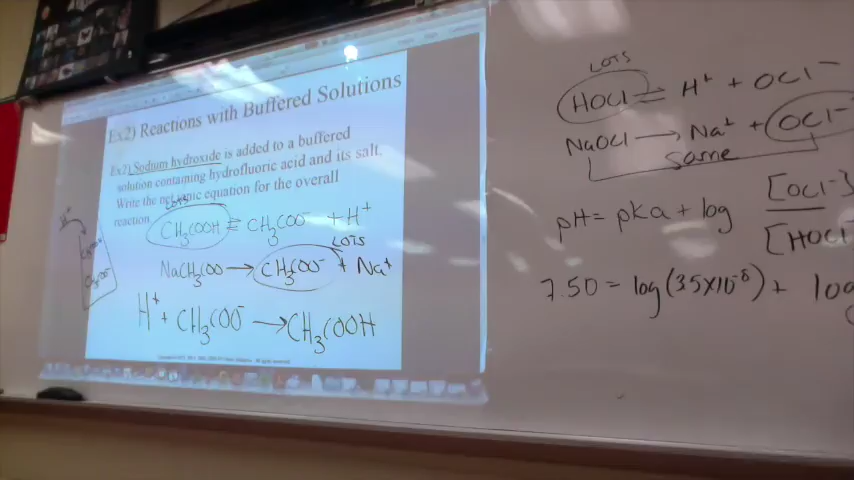 Ex2) Reactions with Buffered Solutions
Ex2) Sodium hydroxide is added to a buffered
solution containing hydrofluoric acid and its salt.
Write the net ionic equation for the overall
reaction.
LOTS
CH₃COOH ⇌ CH₃COO⁻ + H⁺
LOTS
NaCH₃COO → CH₃COO⁻ + Na⁺
H⁺ + CH₃COO⁻ → CH₃COOH
H⁺
CH₃COO⁻
LOTS
HOCl ⇌ H⁺ + OCl⁻
NaOCl → Na⁺ + OCl⁻
Same
pH = pKa + log [OCl⁻]
[HOCl
7.50 = log(3.5×10⁻⁸) + log